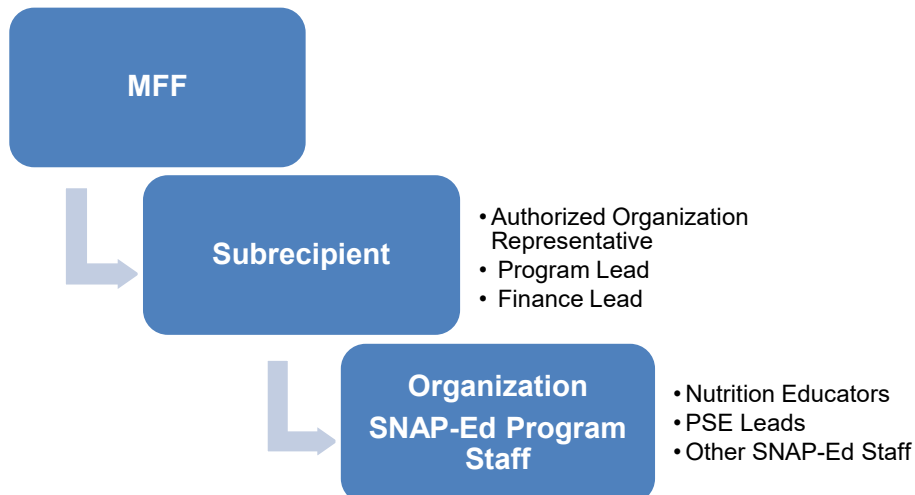 MFF
Subrecipient
• Authorized Organization
Representative
• Program Lead
• Finance Lead
Organization
SNAP-Ed Program
Staff
• Nutrition Educators
• PSE Leads
• Other SNAP-Ed Staff